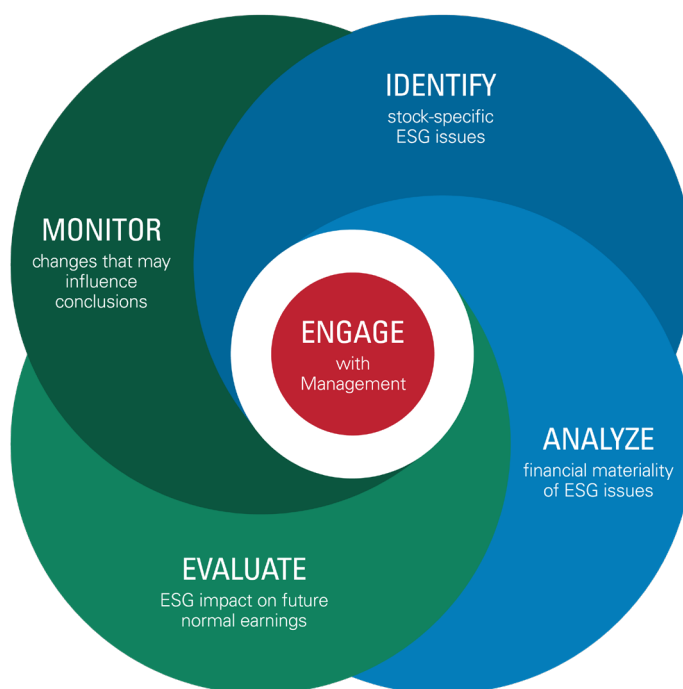 IDENTIFY
stock-specific
ESG issues
MONITOR
changes that may
influence
conclusions
ENGAGE
with
Management
ANALYZE
financial materiality
of ESG issues
EVALUATE
ESG impact on future
normal earnings